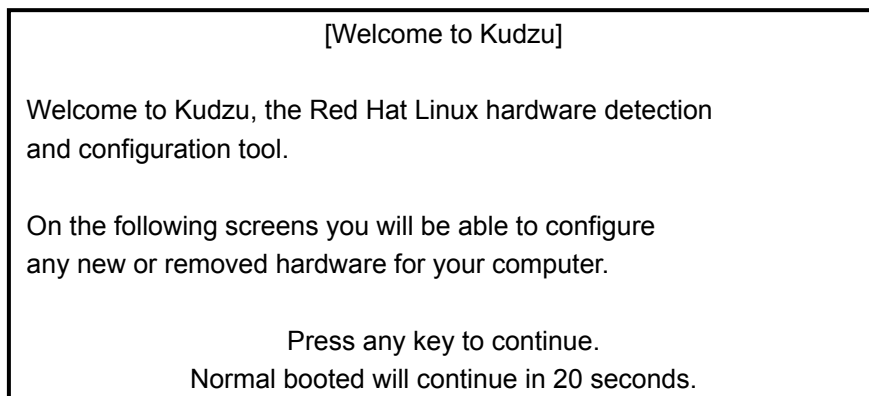 [Welcome to Kudzu]
Welcome to Kudzu, the Red Hat Linux hardware detection
and configuration tool.
On the following screens you will be able to configure
any new or removed hardware for your computer.
Press any key to continue.
Normal booted will continue in 20 seconds.